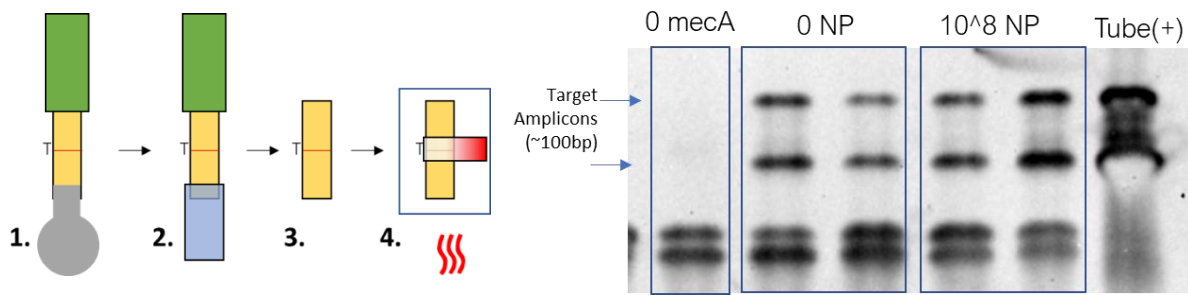 T
T
T
T
1.
2.
3.
4.
0 mecA
0 NP
10^8 NP
Tube(+)
Target
Amplicons
(~100bp)